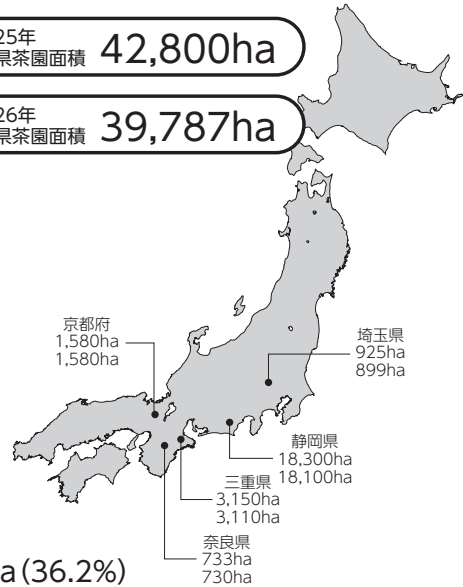 25年
県茶園面積 42,800ha
26年
県茶園面積 39,787ha
京都府
1,580ha
1,580ha
埼玉県
925ha
899ha
静岡県
18,300ha
18,100ha
三重県
3,150ha
3,110ha
奈良県
733ha
730ha
a(36.2%)